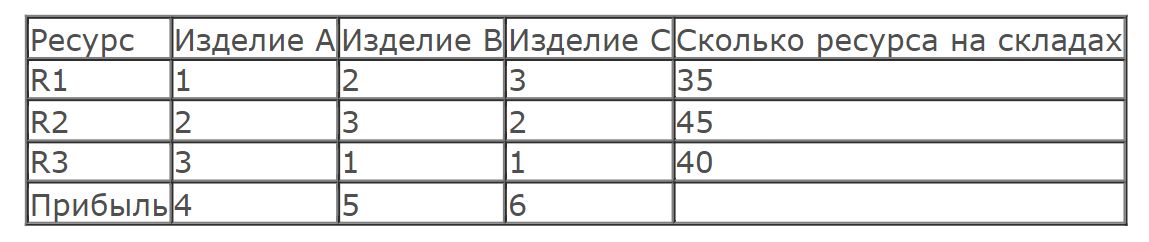 Ресурс Изделие A Изделие B Изделие C Сколько ресурса на складах
R1 1 2 3 35
R2 2 3 2 45
R3 3 1 1 40
Прибыль 4 5 6